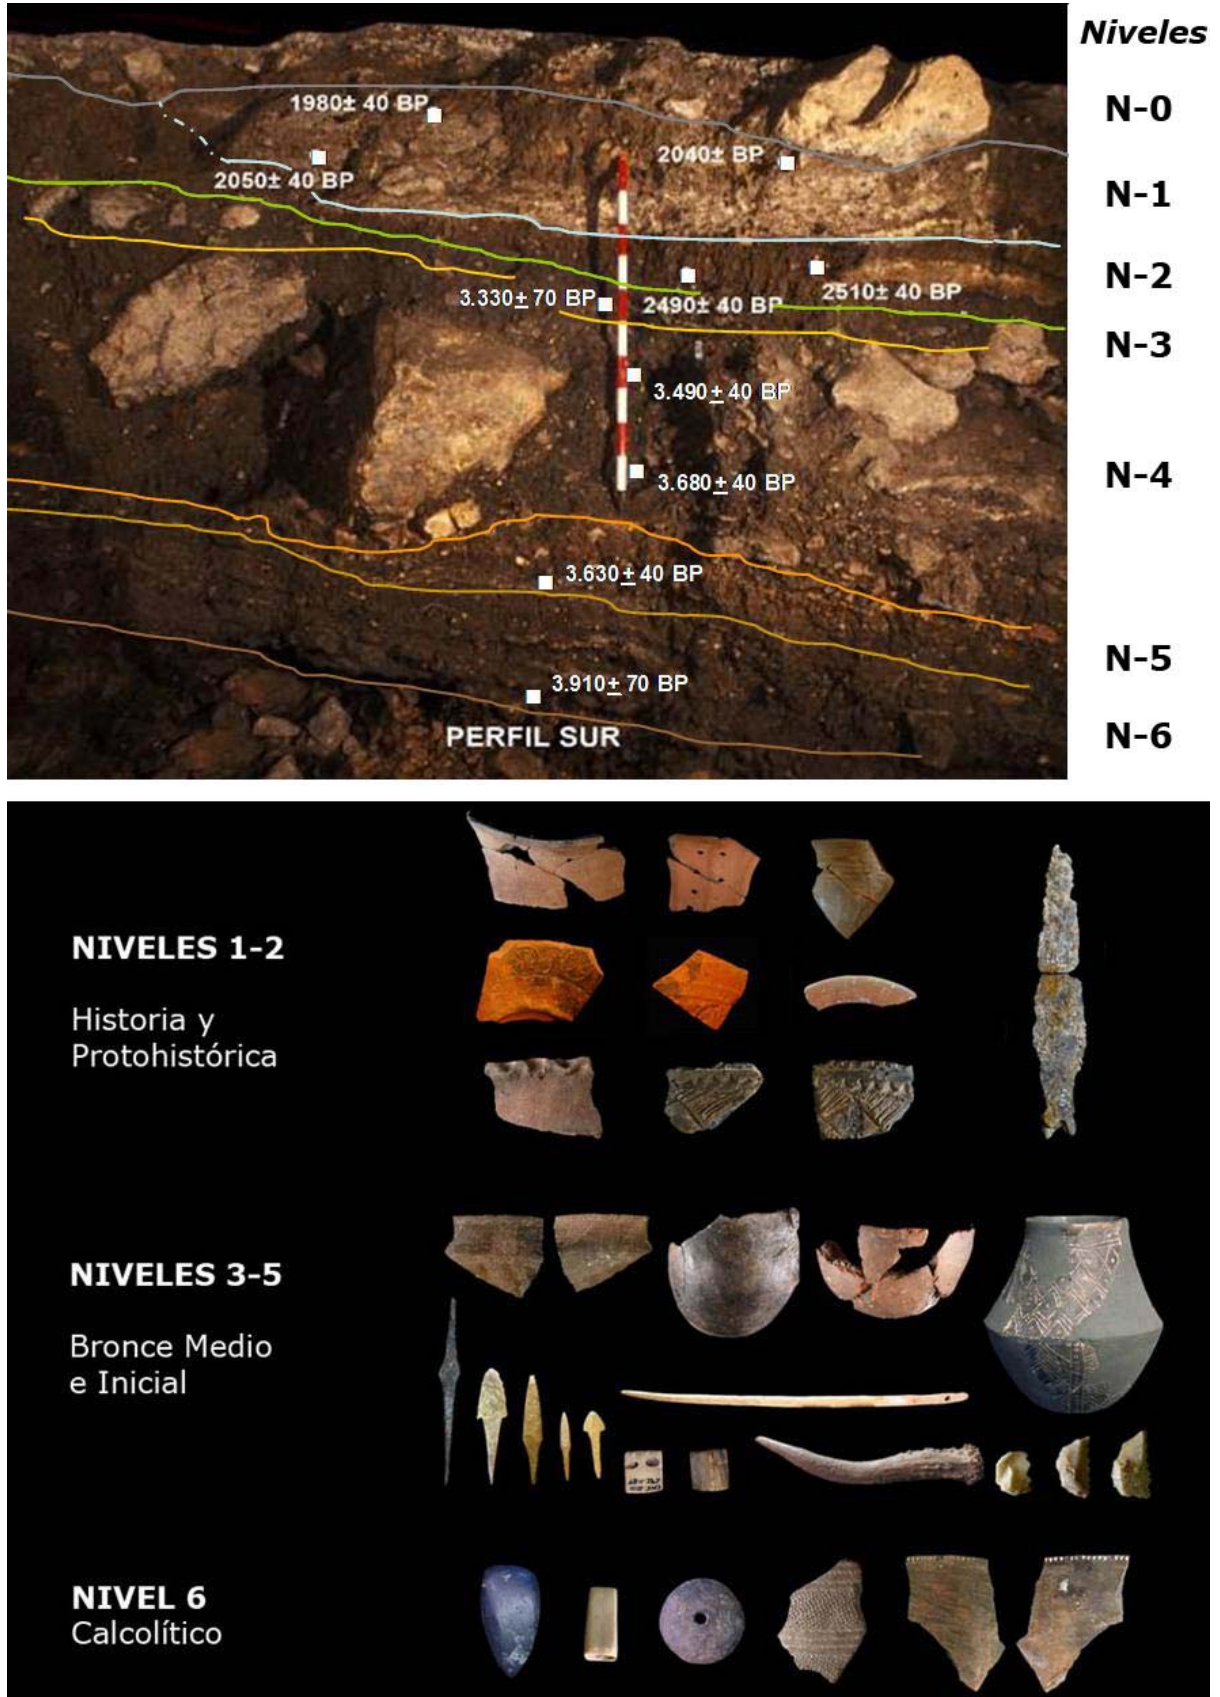 Niveles
N-0
1980± 40 BP
2040± BP
2050± 40 BP
N-1
N-2
3.330± 70 BP
2490± 40 BP
2510± 40 BP
N-3
3.490± 40 BP
N-4
3.680± 40 BP
3.630± 40 BP
N-5
3.910± 70 BP
PERFIL SUR
N-6
NIVELES 1-2
Historia y
Protohistórica
NIVELES 3-5
Bronce Medio
e Inicial
NIVEL 6
Calcolítico